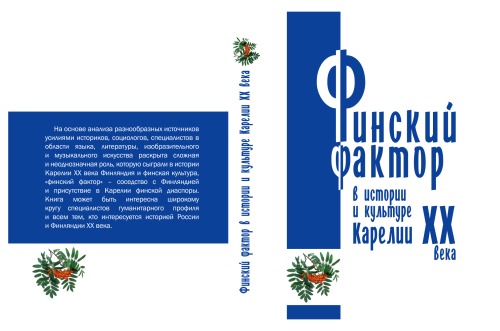 На основе анализа разнообразных источников
усилиями историков, социологов, специалистов в
области языка, литературы, изобразительного
и музыкального искусства раскрыта сложная
и неоднозначная роль, которую сыграли в истории
Карелии XX века Финляндия и финская культура,
«финский фактор» – соседство с Финляндией
и присутствие в Карелии финской диаспоры.
Книга может быть интересна широкому
кругу специалистов гуманитарного профиля
и всем тем, кто интересуется историей России
и Финляндии XX века.
Финский фактор в истории и культуре Карелии XX века
Финский
фактор
в истории
и культуре
Карелии XX
века